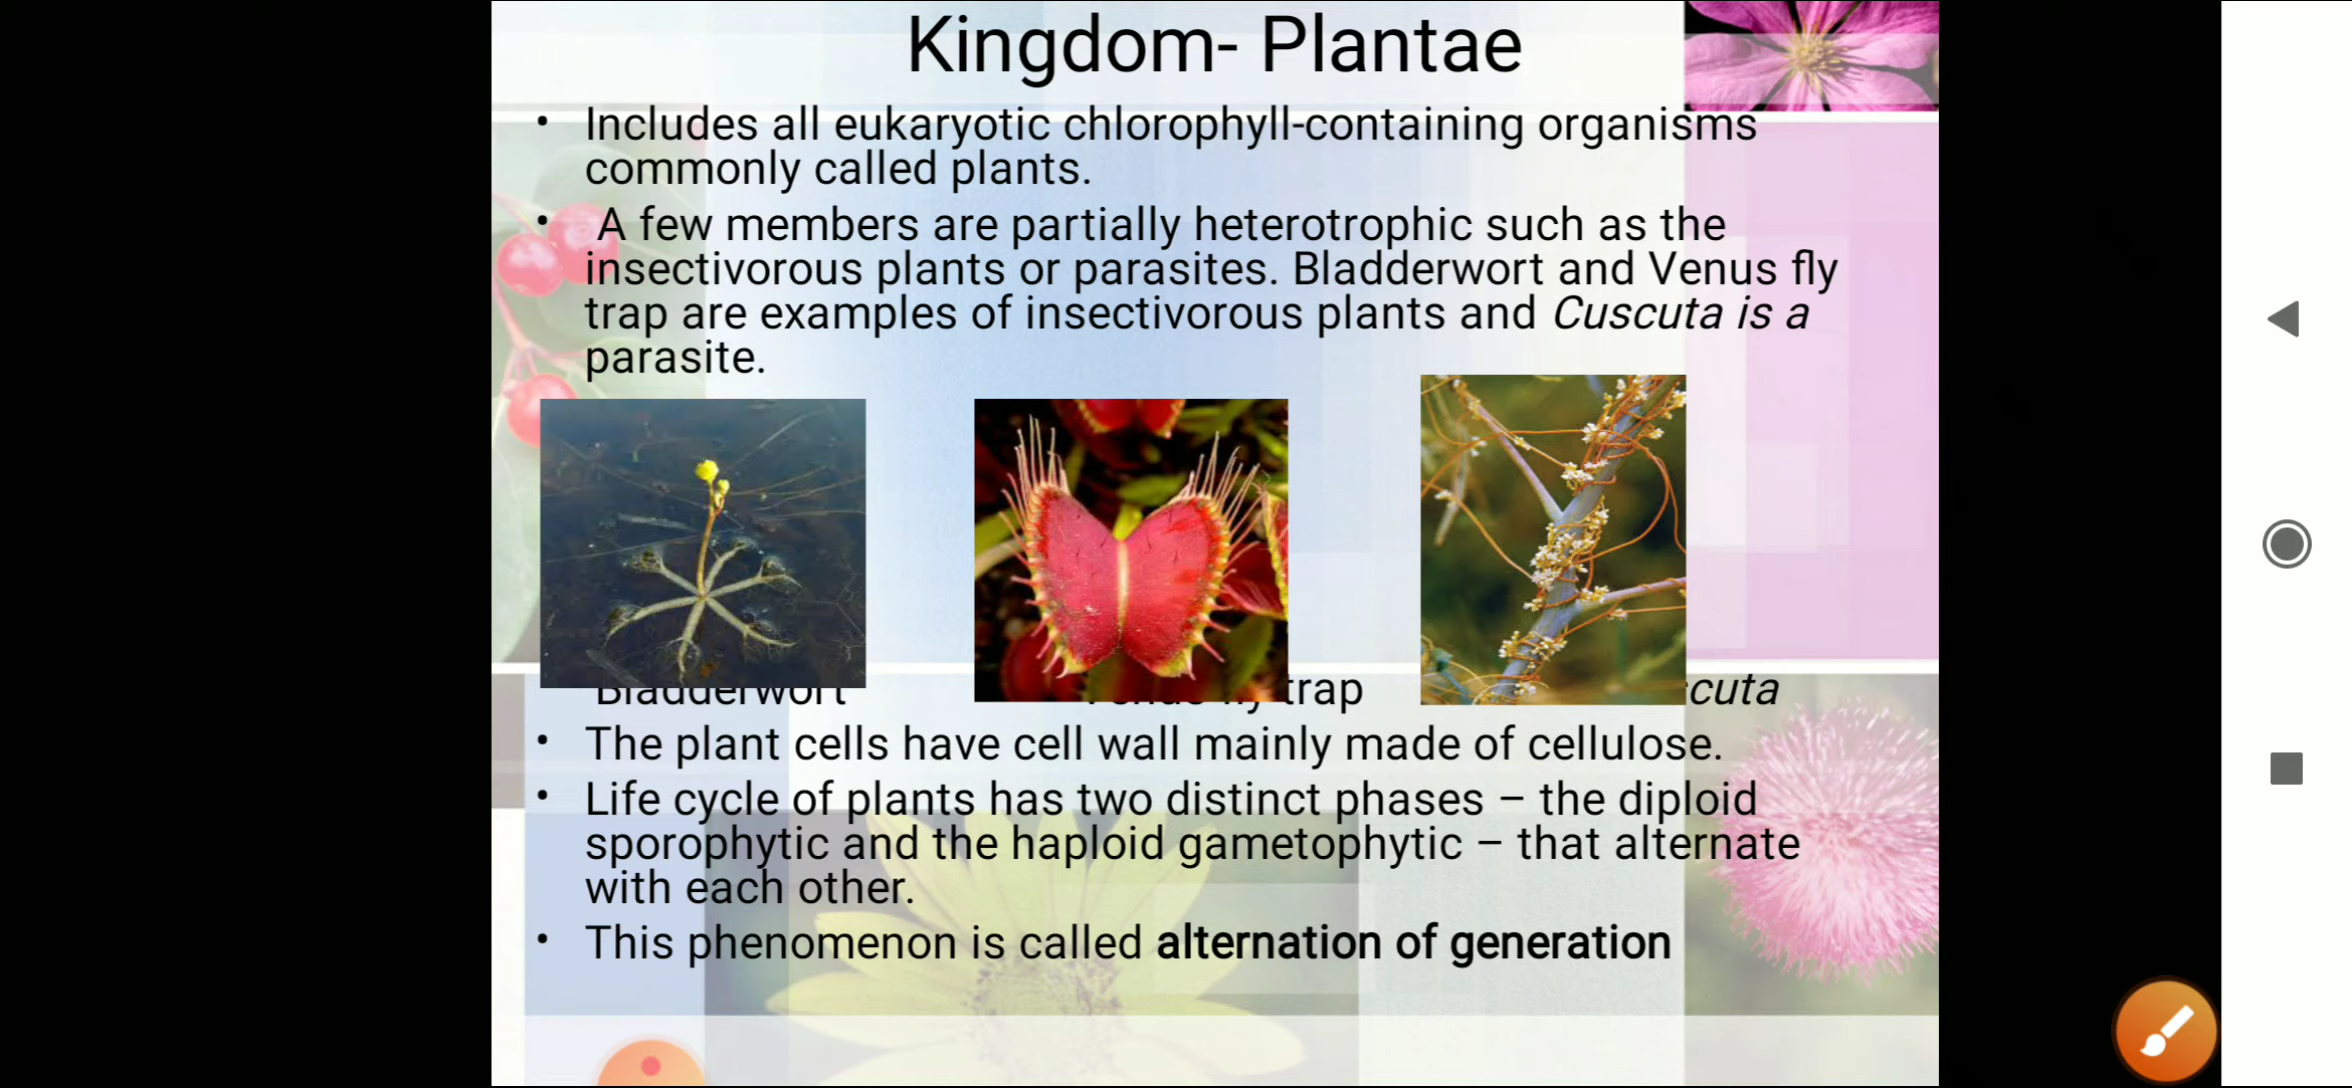 Kingdom- Plantae
• Includes all eukaryotic chlorophyll-containing organisms
commonly called plants.
• A few members are partially heterotrophic such as the
insectivorous plants or parasites. Bladderwort and Venus fly
trap are examples of insectivorous plants and Cuscuta is a
parasite.
Bladderwort trap
• The plant cells have cell wall mainly made of cellulose.
• Life cycle of plants has two distinct phases – the diploid
sporophytic and the haploid gametophytic – that alternate
with each other.
• This phenomenon is called alternation of generation